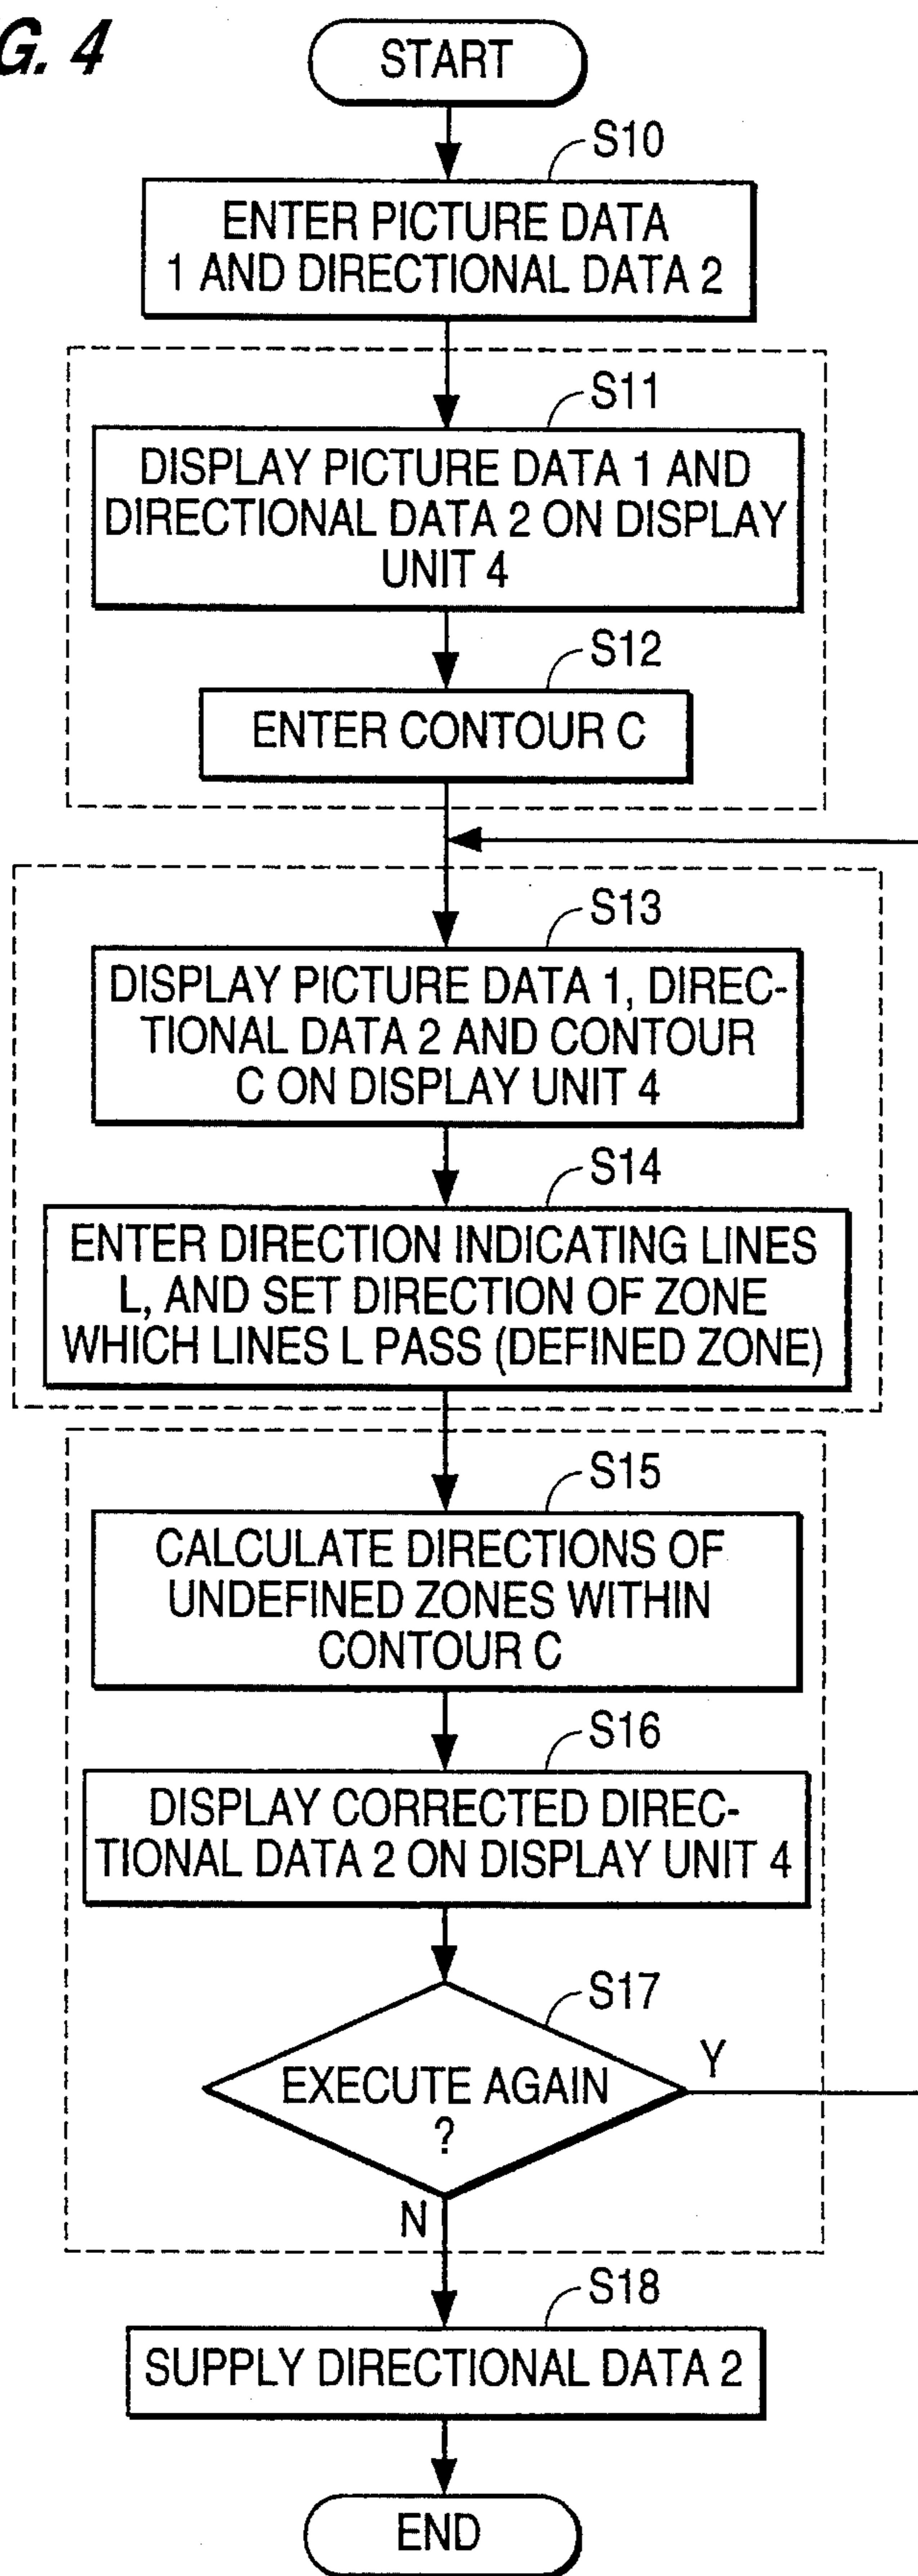 G. 4
START
S10
ENTER PICTURE DATA
1 AND DIRECTIONAL DATA 2
S11
DISPLAY PICTURE DATA 1 AND
DIRECTIONAL DATA 2 ON DISPLAY
UNIT 4
S12
ENTER CONTOUR C
S13
DISPLAY PICTURE DATA 1, DIREC-
TIONAL DATA 2 AND CONTOUR
C ON DISPLAY UNIT 4
S14
ENTER DIRECTION INDICATING LINES
L, AND SET DIRECTION OF ZONE
WHICH LINES L PASS (DEFINED ZONE)
S15
CALCULATE DIRECTIONS OF
UNDEFINED ZONES WITHIN
CONTOUR C
S16
DISPLAY CORRECTED DIREC-
TIONAL DATA 2 ON DISPLAY UNIT 4
S17
EXECUTE AGAIN
?
Y
N
S18
SUPPLY DIRECTIONAL DATA 2
END